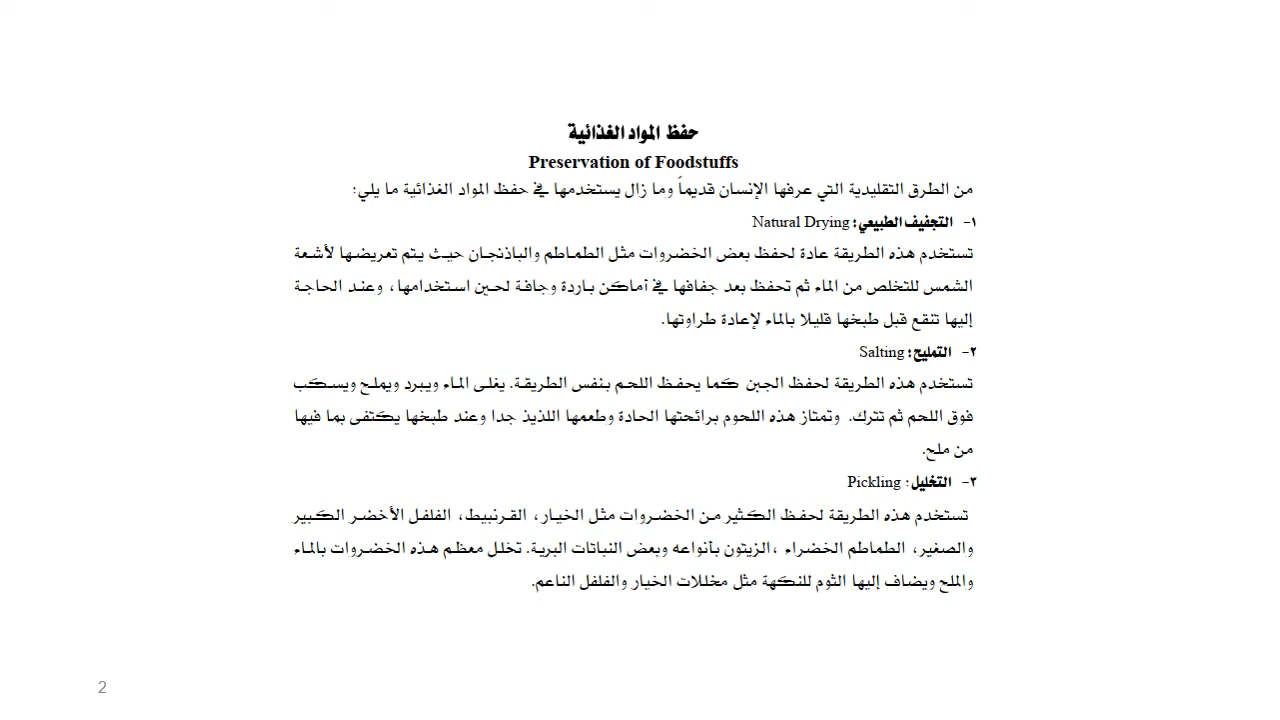 حفظ المواد الغذائية
Preservation of Foodstuffs
من الطرق التقليدية التي عرفها الإنسان قديماً وما زال يستخدمها في حفظ المواد الغذائية ما يلي:
١- التجفيف الطبيعي: Natural Drying
تستخدم هذه الطريقة عادة لحفظ بعض الخضروات مثل الطماطم والباذنجان حيث يتم تعريضها لأشعة
الشمس للتخلص من الماء ثم تحفظ بعد جفافها في أماكن باردة وجافة لحين استخدامها، وعند الحاجة
إليها تنقع قبل طبخها قليلا بالماء لإعادة طراوتها.
٢- التمليح: Salting
تستخدم هذه الطريقة لحفظ الجبن كما يحفظ اللحم بنفس الطريقة. يغلى الماء ويبرد ويملح ويسكب
فوق اللحم ثم تترك. وتمتاز هذه اللحوم برائحتها الحادة وطعمها اللذيذ جدا وعند طبخها يكتفى بما فيها
من ملح.
٣- التخليل: Pickling
تستخدم هذه الطريقة لحفظ الكثير من الخضروات مثل الخيار، القرنبيط، الفلفل الأخضر الكبير
والصغير، الطماطم الخضراء ،الزيتون بأنواعه وبعض النباتات البرية. تخلل معظم هذه الخضروات بالماء
والملح ويضاف إليها الثوم للنكهة مثل مخللات الخيار والفلفل الناعم.
2